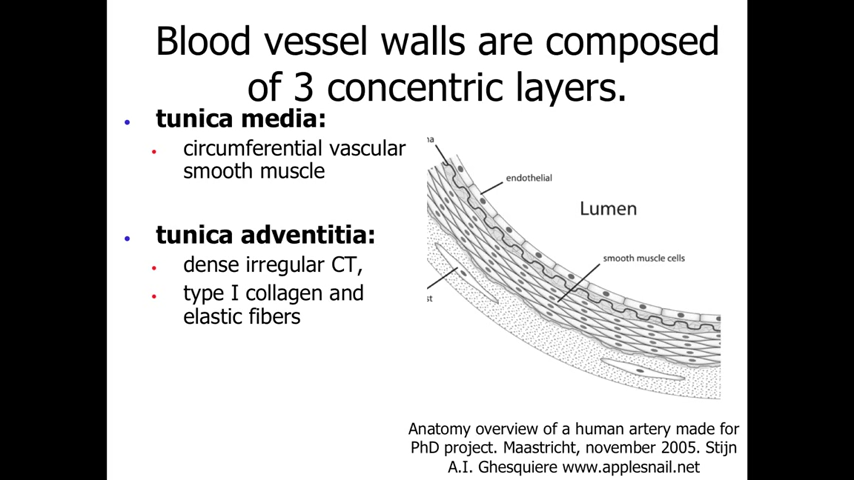 Blood vessel walls are composed
of 3 concentric layers.
tunica media:
circumferential vascular
smooth muscle
tunica adventitia:
dense irregular CT,
type I collagen and
elastic fibers
na
endothelial
Lumen
smooth muscle cells
st
Anatomy overview of a human artery made for
PhD project. Maastricht, november 2005. Stijn
A.I. Ghesquiere www.applesnail.net